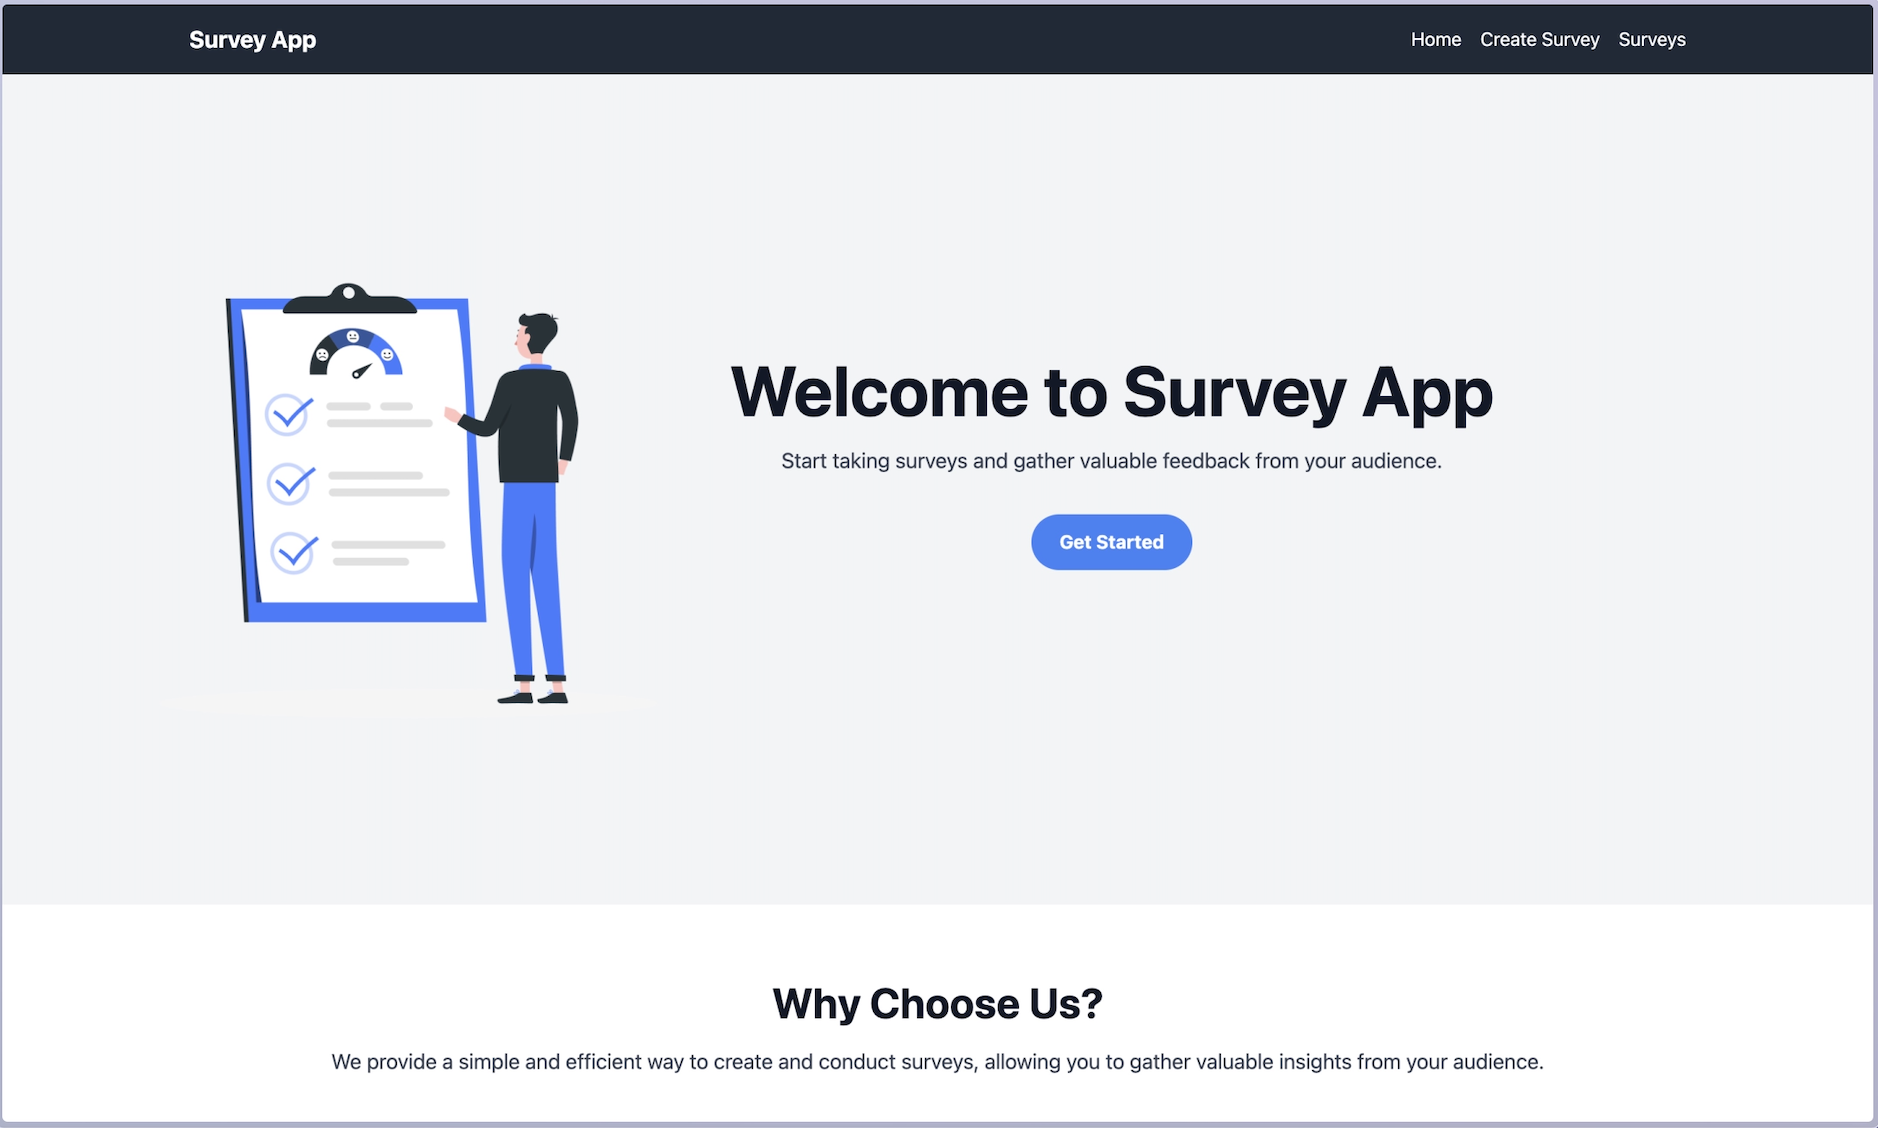 Survey App
Home Create Survey Surveys
Welcome to Survey App
Start taking surveys and gather valuable feedback from your audience.
Get Started
Why Choose Us?
We provide a simple and efficient way to create and conduct surveys, allowing you to gather valuable insights from your audience.